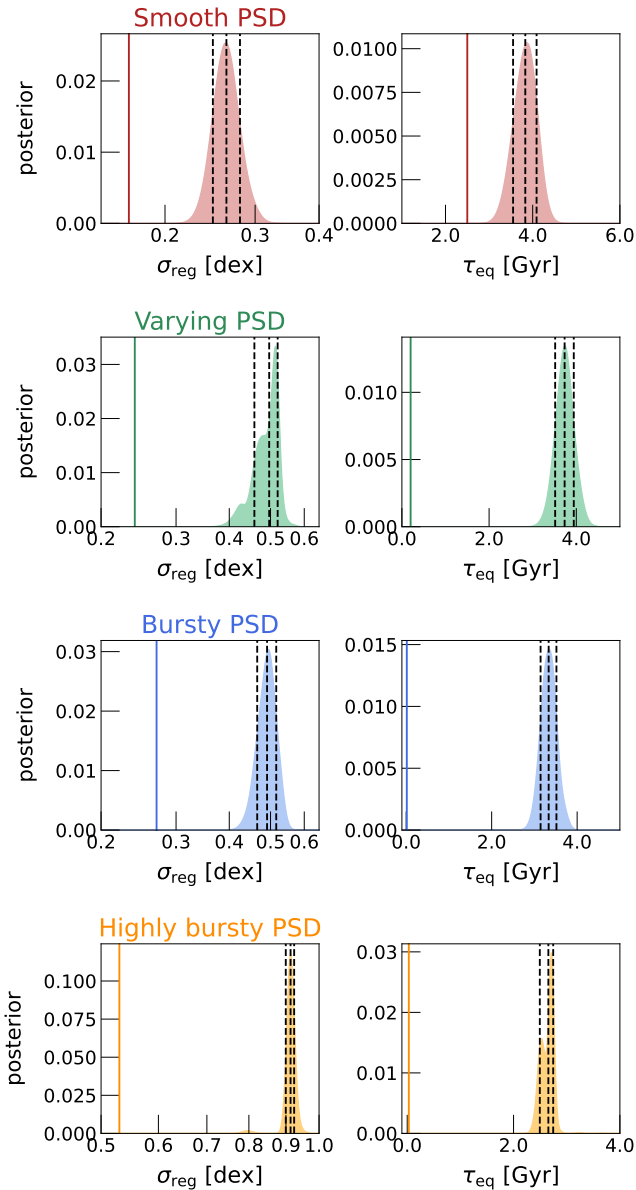 Smooth PSD
posterior
0.02
0.01
0.00
0.2 0.3 0.4
σreg [dex]
0.0100
0.0075
0.0050
0.0025
0.0000
2.0 4.0 6.0
τeq [Gyr]
Varying PSD
posterior
0.03
0.02
0.01
0.00
0.2 0.3 0.4 0.5 0.6
σreg [dex]
0.010
0.005
0.000
0.0 2.0 4.0
τeq [Gyr]
Bursty PSD
posterior
0.03
0.02
0.01
0.00
0.2 0.3 0.4 0.5 0.6
σreg [dex]
0.015
0.010
0.005
0.000
0.0 2.0 4.0
τeq [Gyr]
Highly bursty PSD
posterior
0.100
0.075
0.050
0.025
0.000
0.5 0.6 0.7 0.8 0.9 1.0
σreg [dex]
0.03
0.02
0.01
0.00
0.0 2.0 4.0
τeq [Gyr]